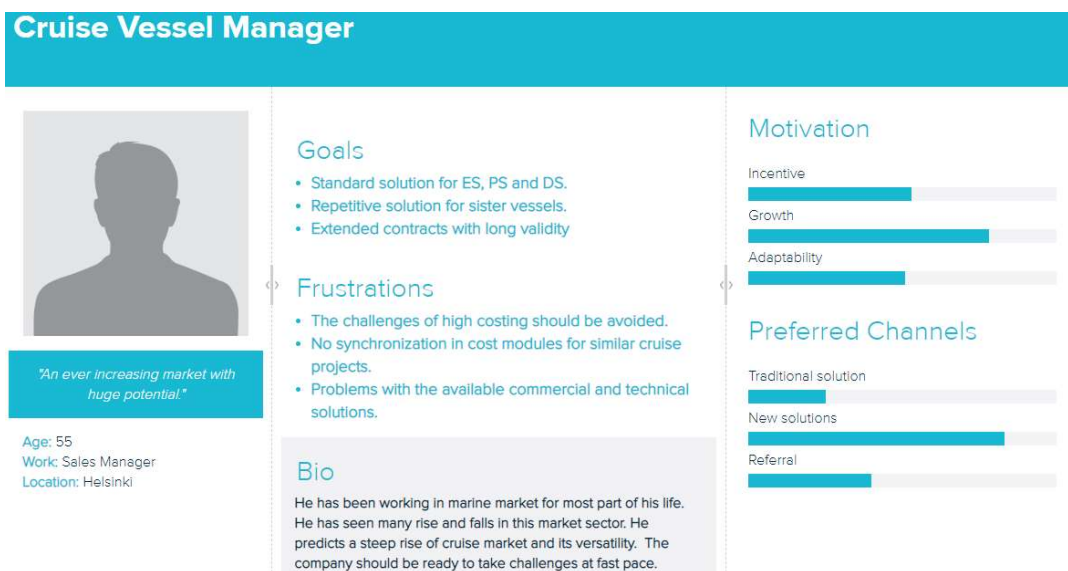 Cruise Vessel Manager
"An ever increasing market with
huge potential."
Age: 55
Work: Sales Manager
Location: Helsinki
Goals
• Standard solution for ES, PS and DS.
• Repetitive solution for sister vessels.
• Extended contracts with long validity
Frustrations
• The challenges of high costing should be avoided.
• No synchronization in cost modules for similar cruise
projects.
• Problems with the available commercial and technical
solutions.
Bio
He has been working in marine market for most part of his life.
He has seen many rise and falls in this market sector. He
predicts a steep rise of cruise market and its versatility. The
company should be ready to take challenges at fast pace.
Motivation
Incentive
Growth
Adaptability
Preferred Channels
Traditional solution
New solutions
Referral